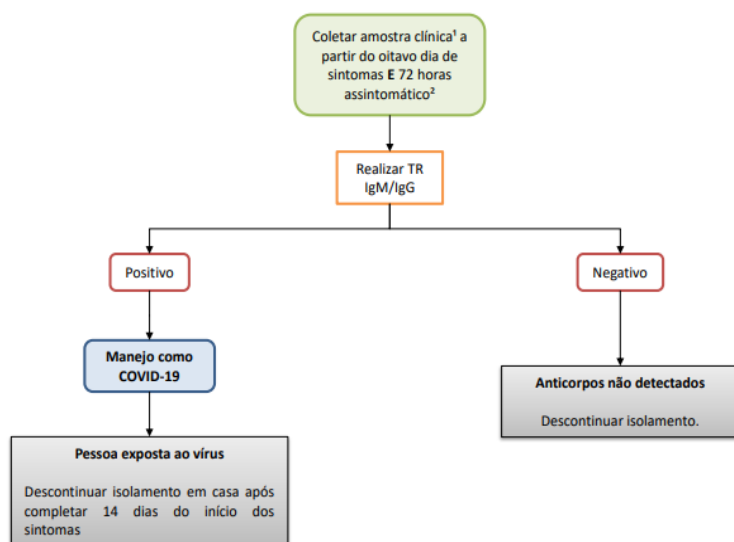 Coletar amostra clínica¹ a
partir do oitavo dia de
sintomas E 72 horas
assintomático²
Realizar TR
IgM/IgG
Positivo
Negativo
Manejo como
COVID-19
Anticorpos não detectados
Descontinuar isolamento.
Pessoa exposta ao vírus
Descontinuar isolamento em casa após
completar 14 dias do início dos
sintomas